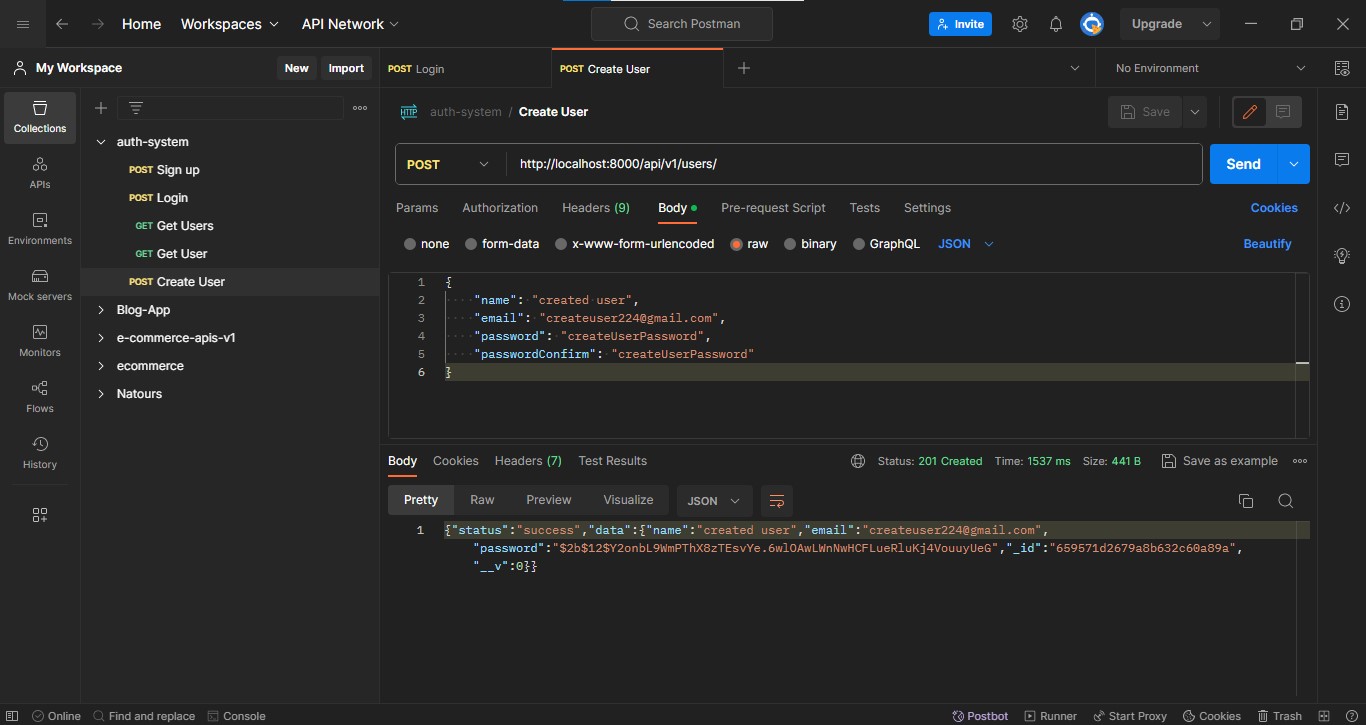 Home Workspaces API Network Search Postman Invite Upgrade
My Workspace New Import POST Login POST Create User No Environment
Collections
APIs
Environments
Mock servers
Monitors
Flows
History
auth-system
POST Sign up
POST Login
GET Get Users
GET Get User
POST Create User
Blog-App
e-commerce-apis-v1
ecommerce
Natours
HTTP auth-system / Create User Save
POST http://localhost:8000/api/v1/users/ Send
Params Authorization Headers (9) Body Pre-request Script Tests Settings Cookies
none form-data x-www-form-urlencoded raw binary GraphQL JSON Beautify
1 {
2 "name": "created user",
3 "email": "createuser224@gmail.com",
4 "password": "createUserPassword",
5 "passwordConfirm": "createUserPassword"
6 }
Body Cookies Headers (7) Test Results Status: 201 Created Time: 1537 ms Size: 441 B Save as example
Pretty Raw Preview Visualize JSON
1 {"status":"success","data":{"name":"created user","email":"createuser224@gmail.com",
"password":"$2b$12$Y2onbL9WmPThX8zTEsvYe.6wlOAwLWnNwHCFLueRluKj4VouuyUeG","_id":"659571d2679a8b632c60a89a",
"__v":0}}
Online Find and replace Console Postbot Runner Start Proxy Cookies Trash